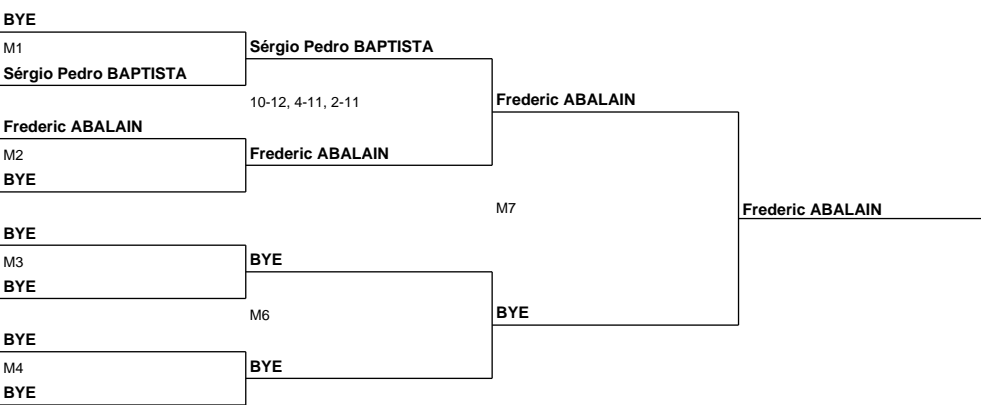 BYE
M1
Sérgio Pedro BAPTISTA
Sérgio Pedro BAPTISTA
10-12, 4-11, 2-11
Frederic ABALAIN
Frederic ABALAIN
M2
BYE
Frederic ABALAIN
M7
Frederic ABALAIN
BYE
M3
BYE
BYE
M6
BYE
BYE
M4
BYE
BYE